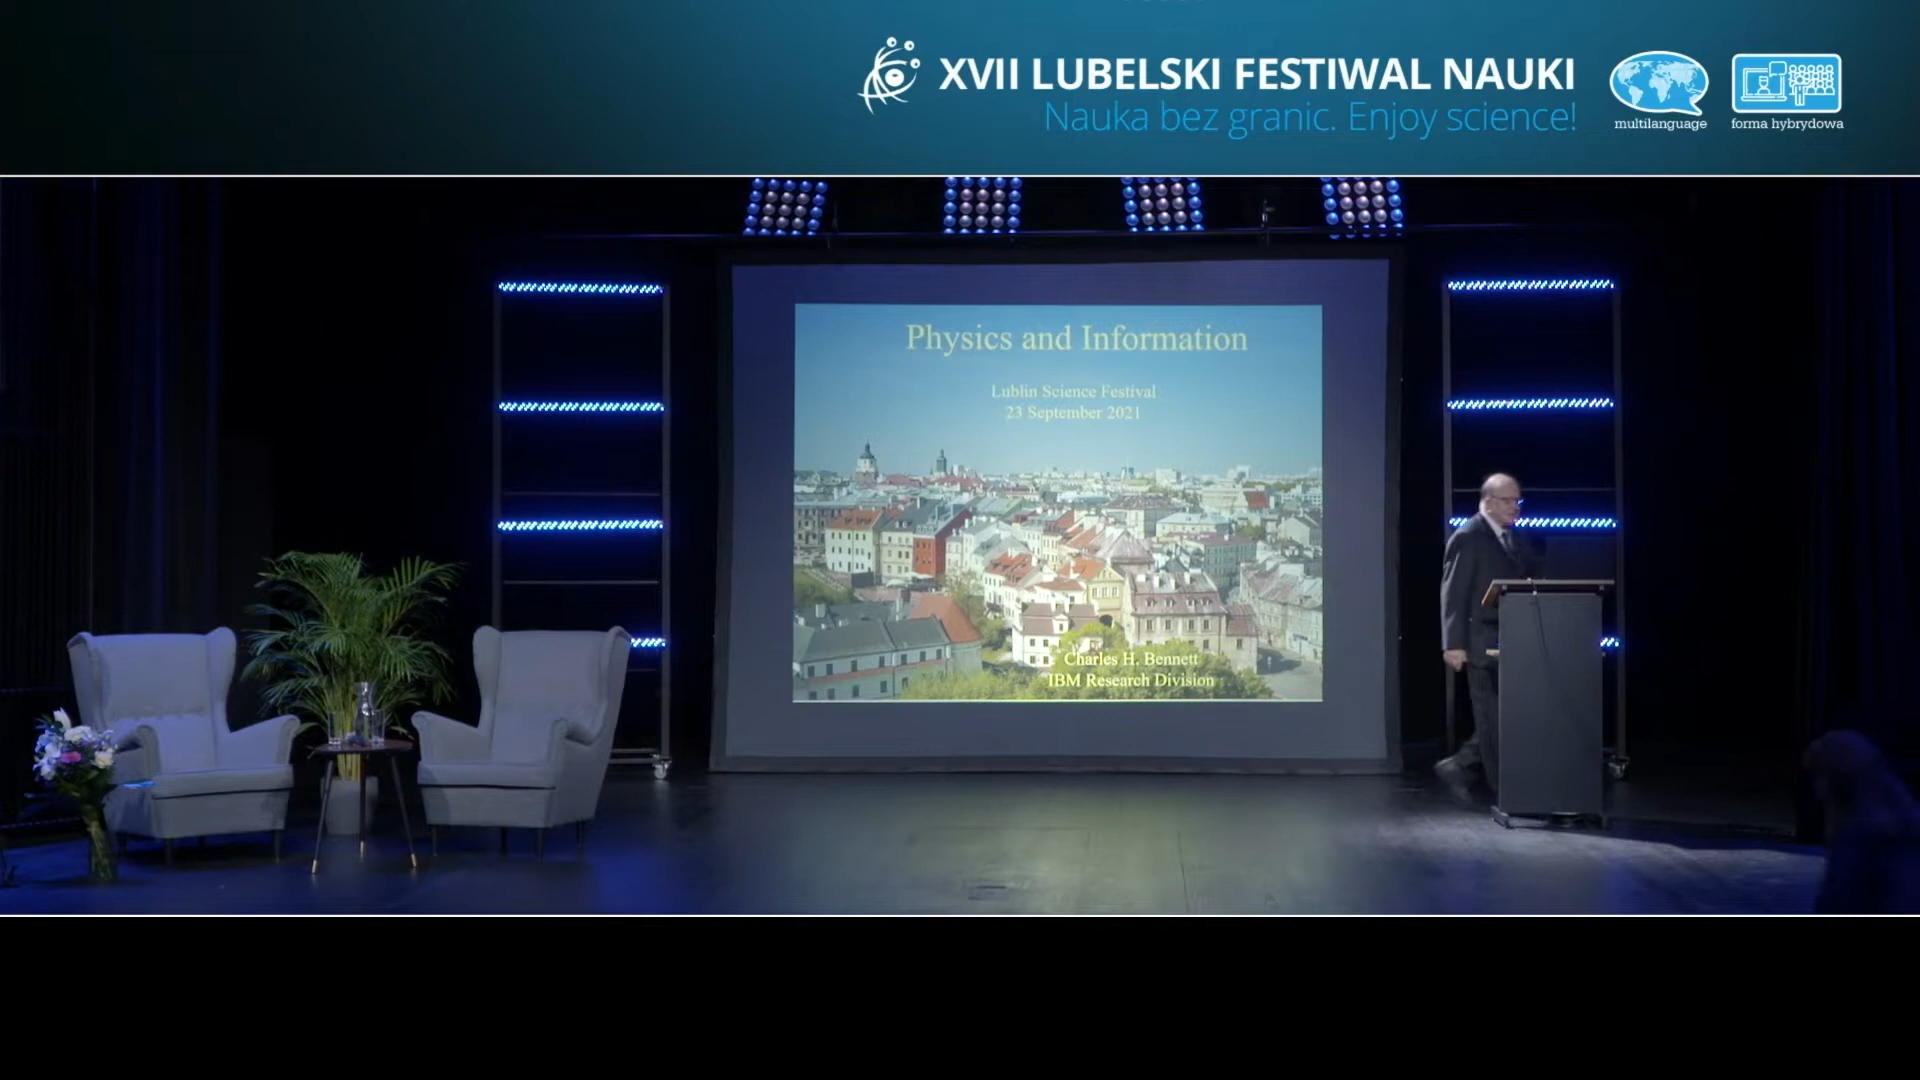 XVII LUBELSKI FESTIWAL NAUKI
Nauka bez granic. Enjoy science!
multilanguage
forma hybrydowa
Physics and Information
Lublin Science Festival
23 September 2021
Charles H. Bennett
IBM Research Division